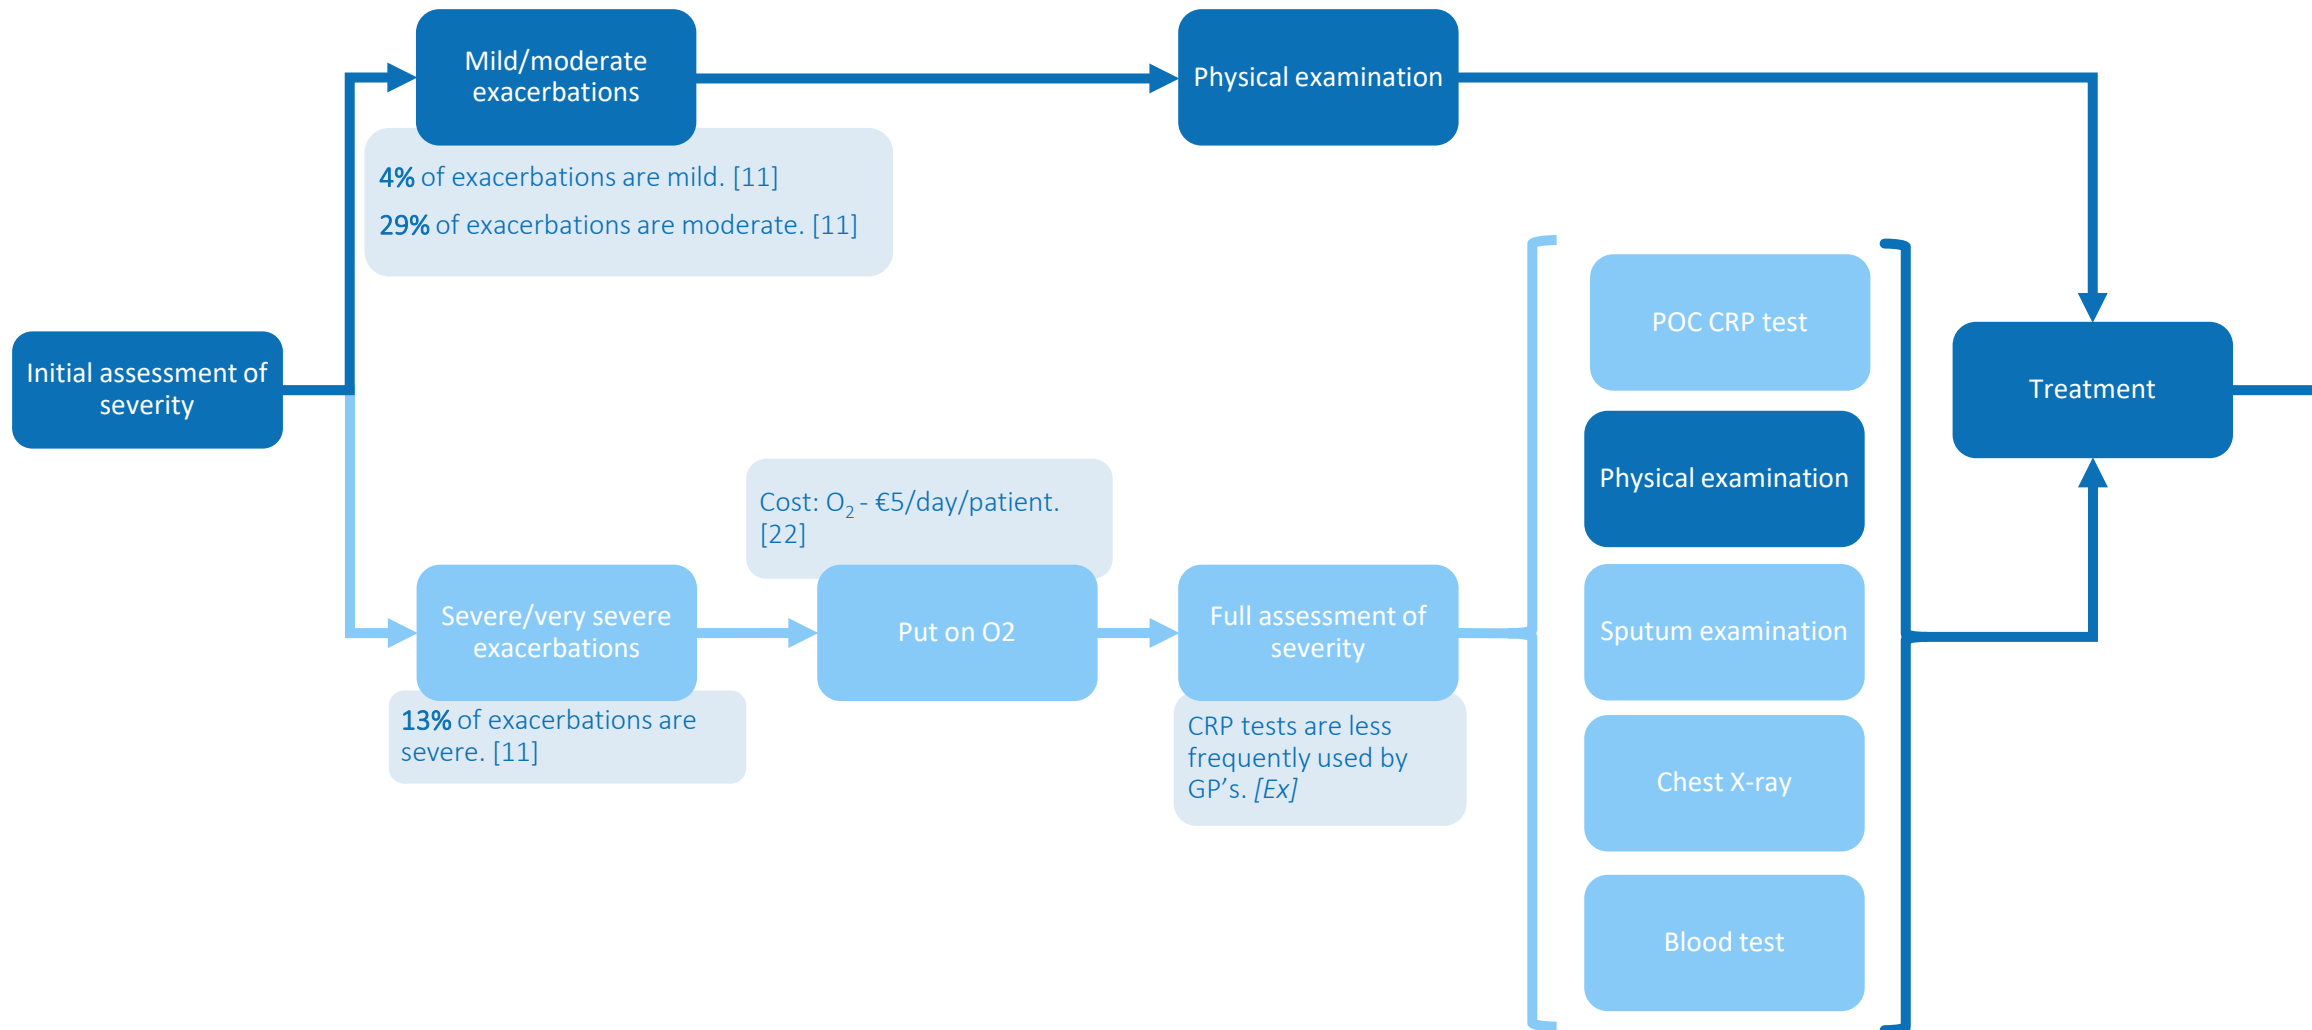 Mild/moderate
exacerbations
Physical examination
4% of exacerbations are mild. [11]
29% of exacerbations are moderate. [11]
Initial assessment of
severity
POC CRP test
Treatment
Physical examination
Cost: O₂ - €5/day/patient.
[22]
Severe/very severe
exacerbations
Put on O2
Full assessment of
severity
Sputum examination
13% of exacerbations are
severe. [11]
CRP tests are less
frequently used by
GP’s. [Ex]
Chest X-ray
Blood test